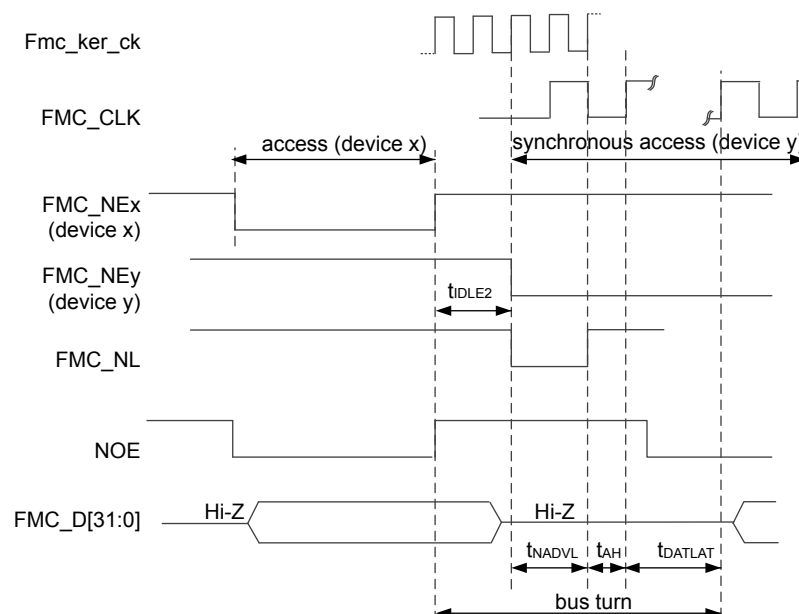 Fmc_ker_ck
FMC_CLK
access (device x)
synchronous access (device y)
FMC_NEx
(device x)
FMC_NEy
(device y)
tIDLE2
FMC_NL
NOE
FMC_D[31:0]
Hi-Z
Hi-Z
tNADVL
tAH
tDATLAT
bus turn